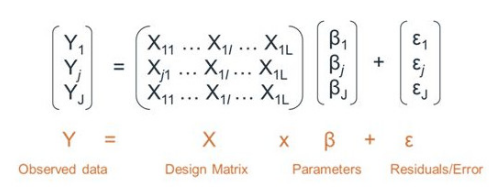 Y1 X11 … X1l … X1L β1 ε1
Yj = Xj1 … X1l … X1L βj + εj
YJ X11 … X1l … X1L βJ εJ
Y = X x β + ε
Observed data Design Matrix Parameters Residuals/Error